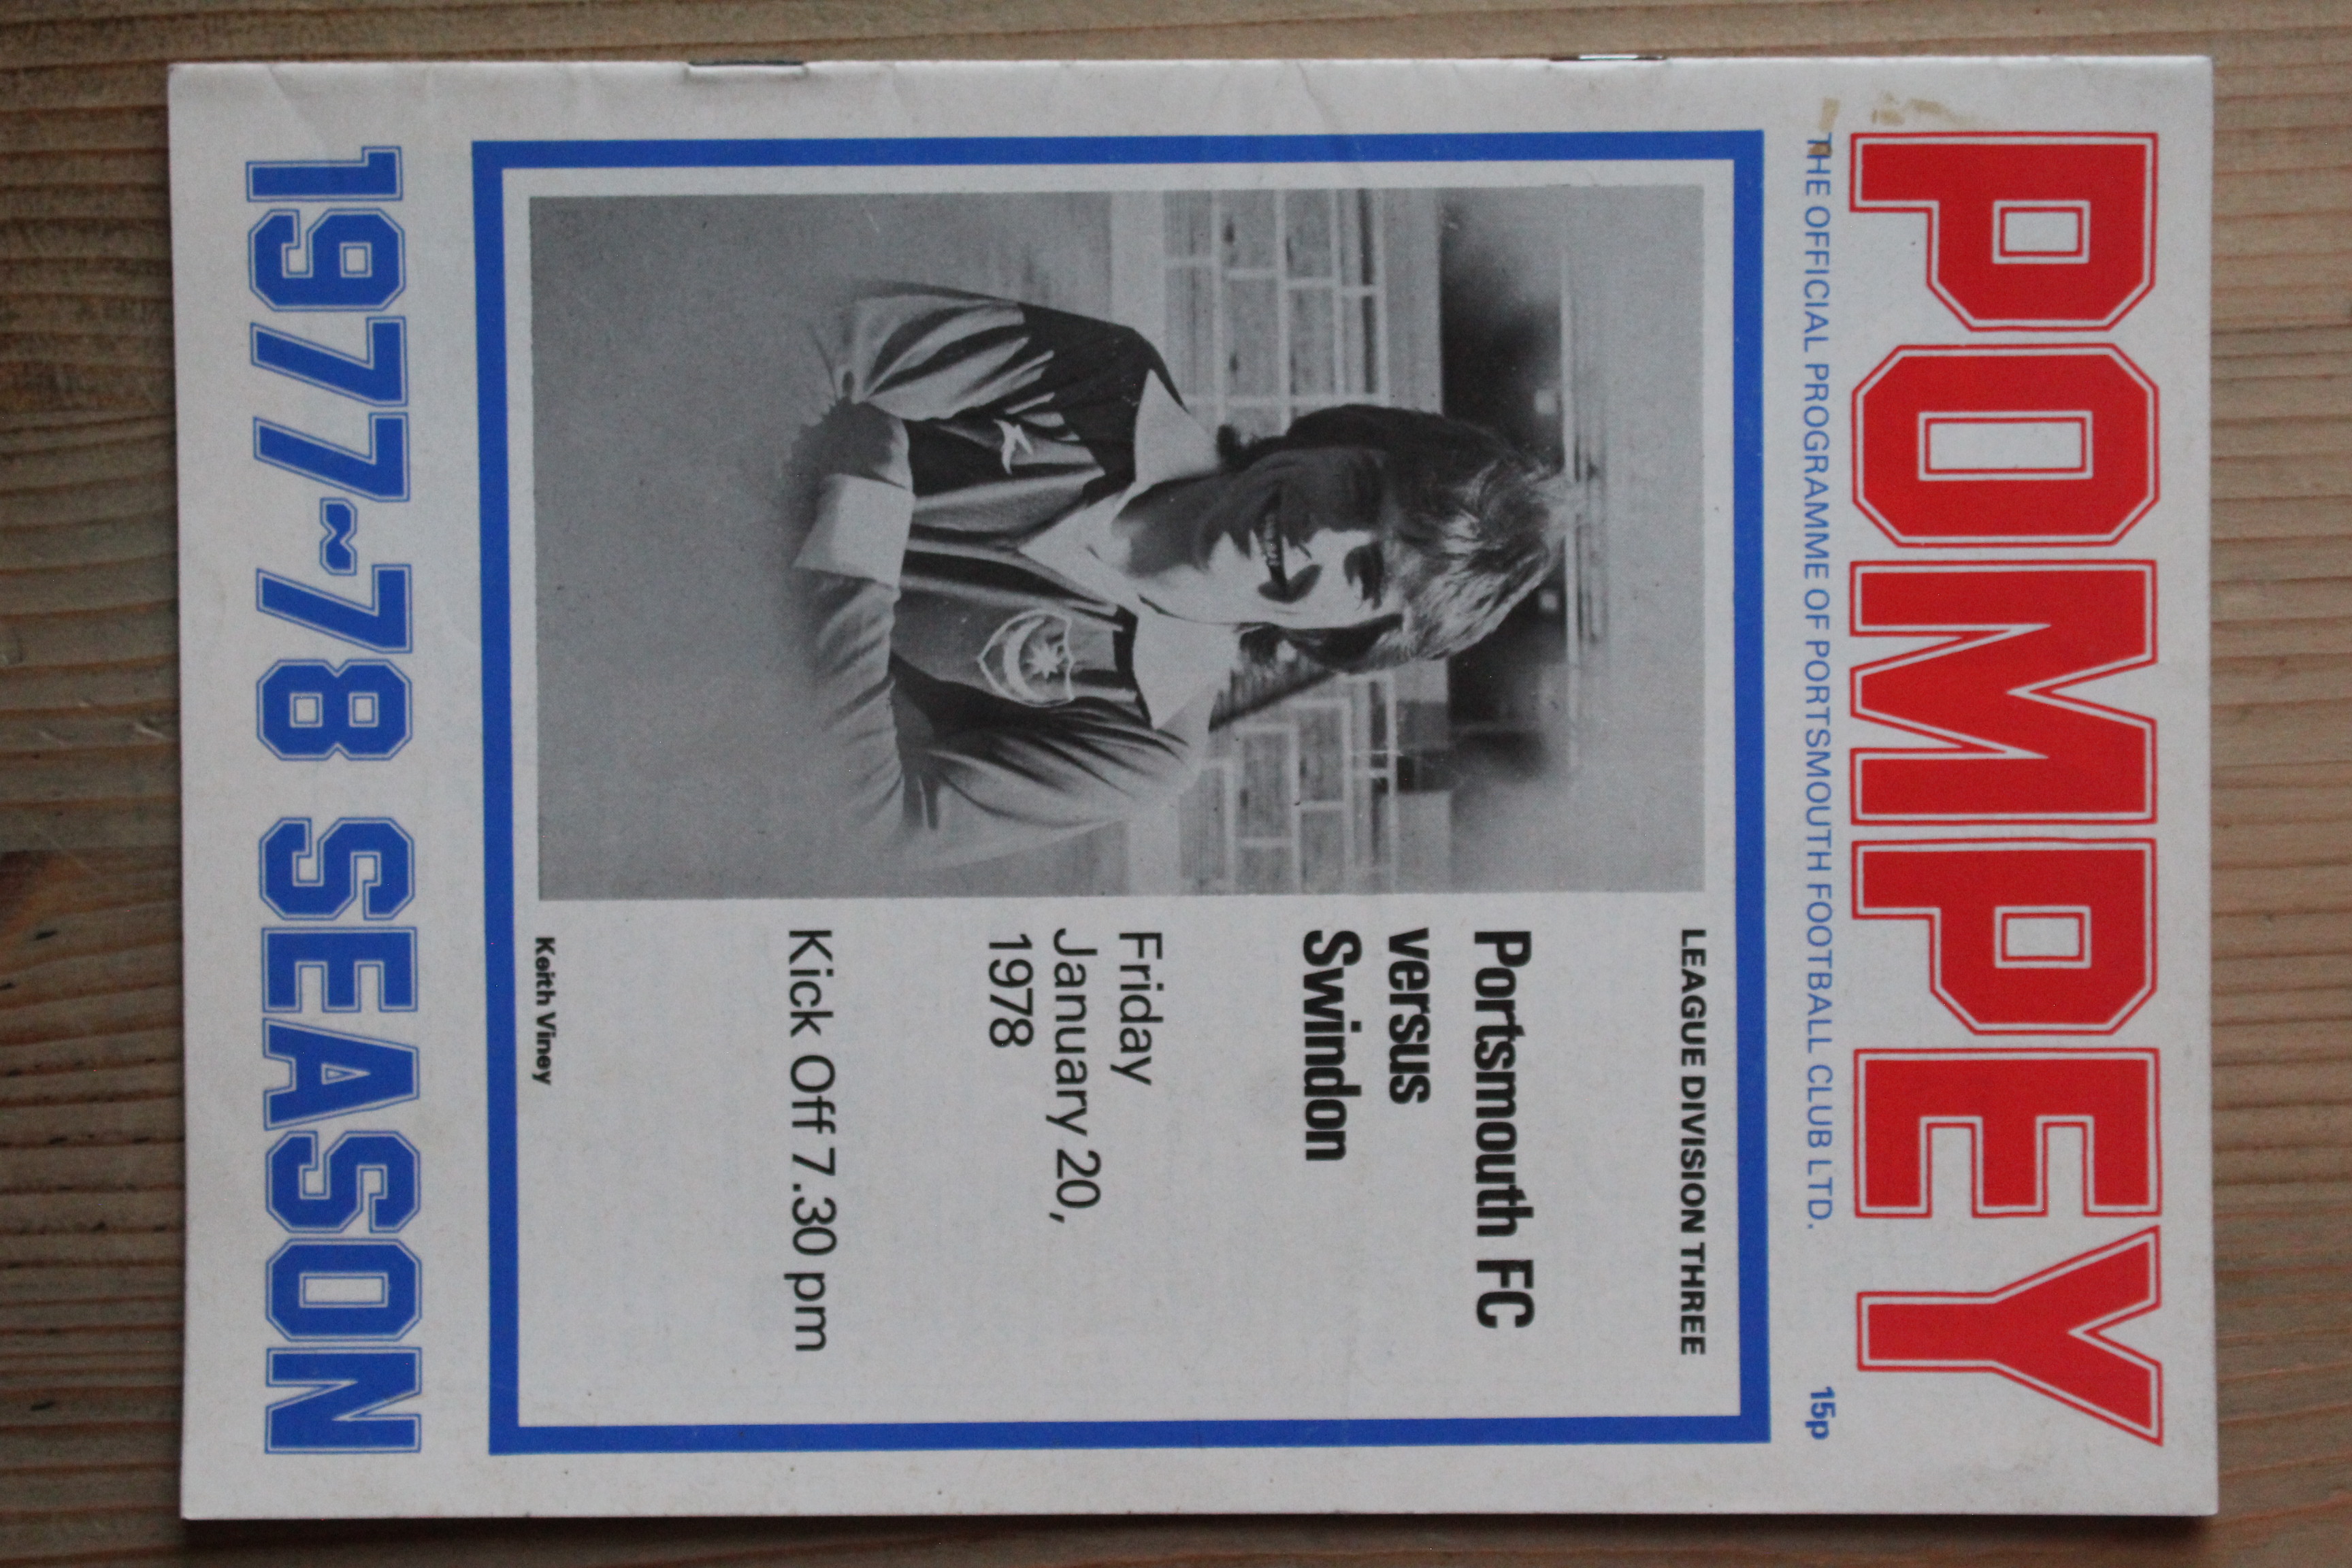 POMPEY
THE OFFICIAL PROGRAMME OF PORTSMOUTH FOOTBALL CLUB LTD. 15p
LEAGUE DIVISION THREE
Portsmouth FC
versus
Swindon
Friday
January 20,
1978
Kick Off 7.30 pm
Keith Viney
1977~78 SEASON